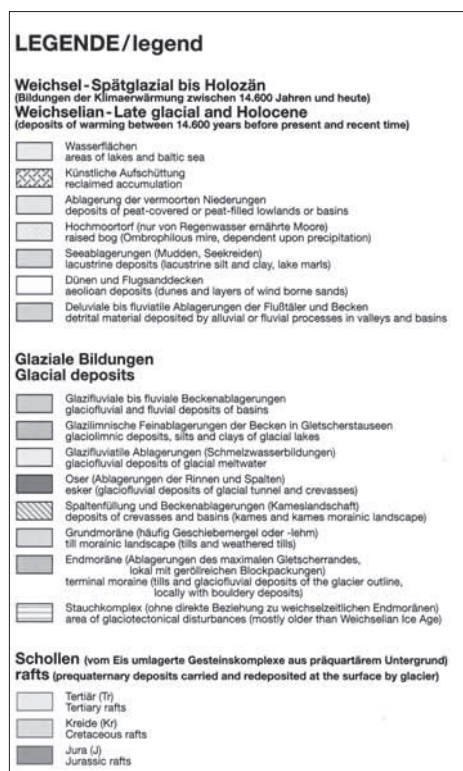 LEGENDE/legend
Weichsel-Spätglazial bis Holozän
(Bildungen der Klimaerwärmung zwischen 14.600 Jahren und heute)
Weichselian-Late glacial and Holocene
(deposits of warming between 14.600 years before present and recent time)
Wasserflächen
areas of lakes and baltic sea
Künstliche Aufschüttung
reclaimed accumulation
Ablagerung der vermoorten Niederungen
deposits of peat-covered or peat-filled lowlands or basins
Hochmoortorf (nur von Regenwasser ernährte Moore)
raised bog (Ombrophilous mire, dependent upon precipitation)
Seeablagerungen (Mudden, Seekreiden)
lacustrine deposits (lacustrine silt and clay, lake marls)
Dünen und Flugsanddecken
aeolioan deposits (dunes and layers of wind borne sands)
Deluviale bis fluviatile Ablagerungen der Flußtäler und Becken
detrital material deposited by alluvial or fluvial processes in valleys and basins
Glaziale Bildungen
Glacial deposits
Glazifluviale bis fluviale Beckenablagerungen
glaciofluvial and fluvial deposits of basins
Glazilimnische Feinablagerungen der Becken in Gletscherstauseen
glaciolimnic deposits, silts and clays of glacial lakes
Glazifluviatile Ablagerungen (Schmelzwasserbildungen)
glaciofluvial deposits of glacial meltwater
Oser (Ablagerungen der Rinnen und Spalten)
esker (glaciofluvial deposits of glacial tunnel and crevasses)
Spaltenfüllung und Beckenablagerungen (Kameslandschaft)
deposits of crevasses and basins (kames and kames morainic landscape)
Grundmoräne (häufig Geschiebemergel oder -lehm)
till morainic landscape (tills and weathered tills)
Endmoräne (Ablagerungen des maximalen Gletscherrandes,
lokal mit geröllreichen Blockpackungen)
terminal moraine (tills and glaciofluvial deposits of the glacier outline,
locally with bouldery deposits)
Stauchkomplex (ohne direkte Beziehung zu weichselzeitlichen Endmoränen)
area of glaciotectonical disturbances (mostly older than Weichselian Ice Age)
Schollen (vom Eis umlagerte Gesteinskomplexe aus präquartärem Untergrund)
rafts (prequaternary deposits carried and redeposited at the surface by glacier)
Tertiär (Tr)
Tertiary rafts
Kreide (Kr)
Cretaceous rafts
Jura (J)
Jurassic rafts